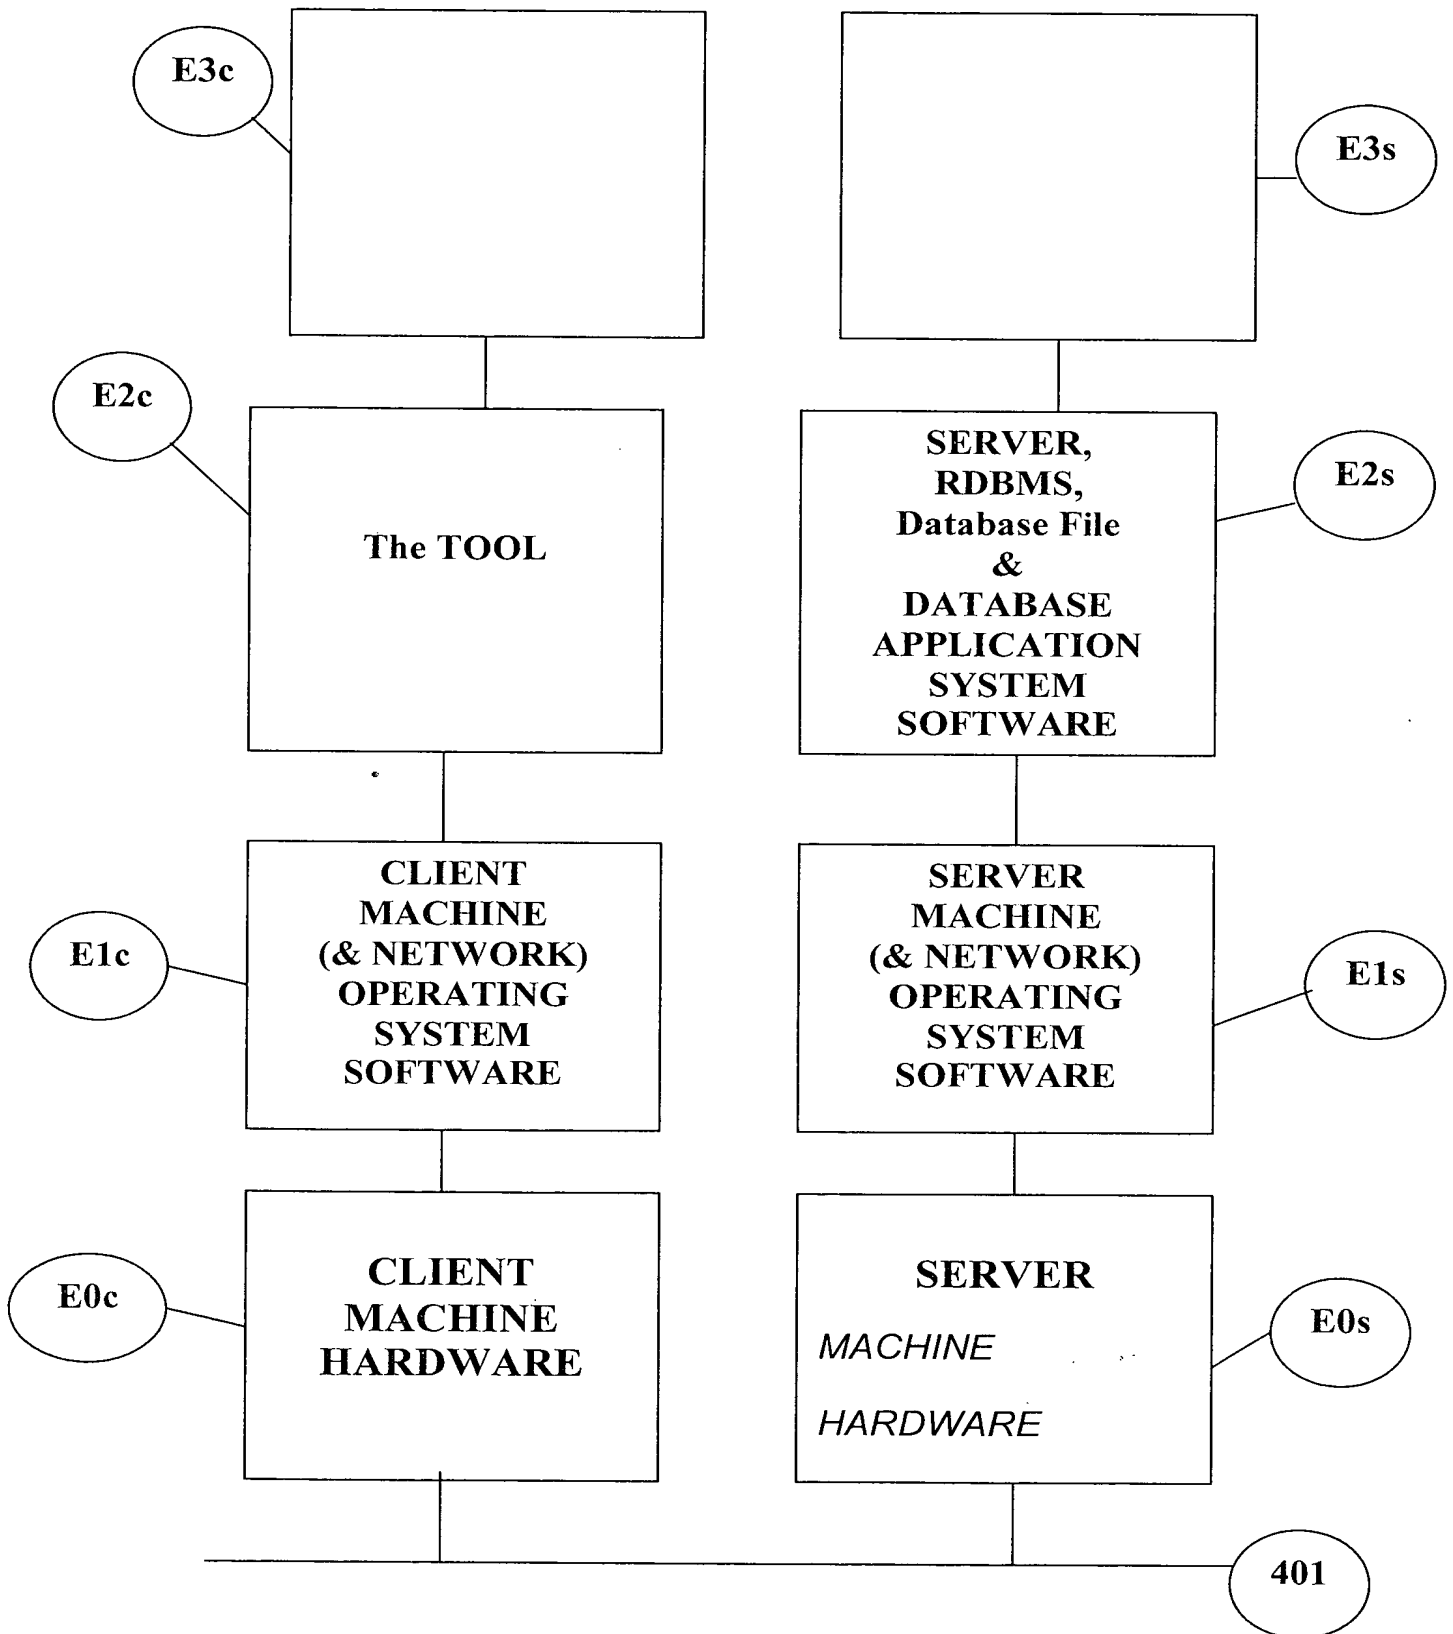 E3c
E3s
E2c
The TOOL
SERVER,
RDBMS,
Database File
&
DATABASE
APPLICATION
SYSTEM
SOFTWARE
E2s
E1c
CLIENT
MACHINE
(& NETWORK)
OPERATING
SYSTEM
SOFTWARE
SERVER
MACHINE
(& NETWORK)
OPERATING
SYSTEM
SOFTWARE
E1s
E0c
CLIENT
MACHINE
HARDWARE
SERVER
MACHINE
HARDWARE
E0s
401